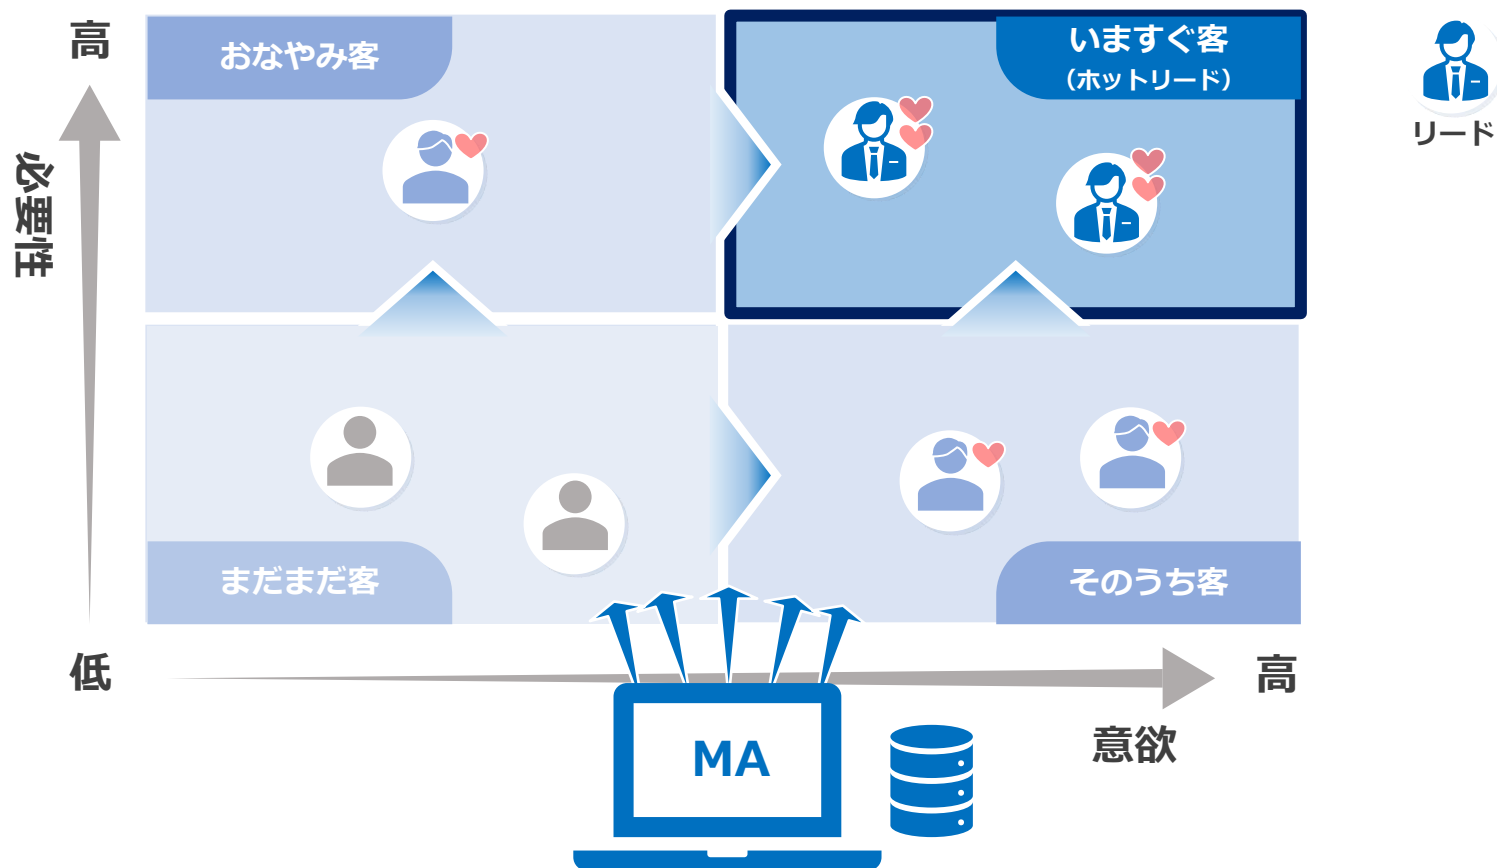 高
必要性
おなやみ客
いますぐ客
（ホットリード）
リード
まだまだ客
そのうち客
低
高
意欲
MA